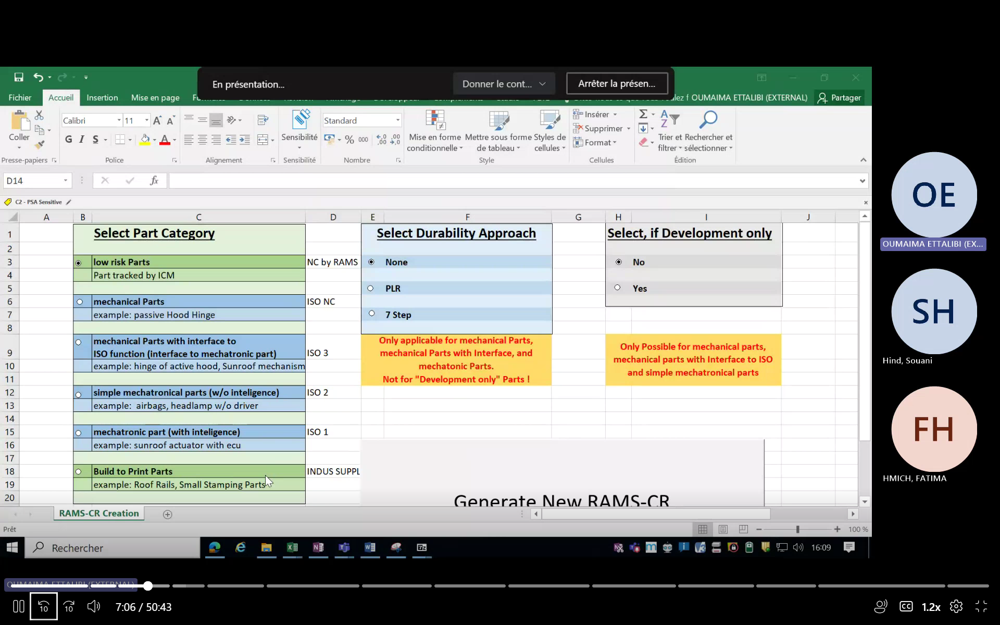 En présentation...
Donner le cont...
Arrêter la présen...
Fichier
Accueil
Insertion
Mise en page
OUMAIMA ETTALIBI (EXTERNAL)
Partager
Coller
Calibri
11
G I S
Standard
% 000
Sensibilité
Mise en forme
conditionnelle
Mettre sous forme
de tableau
Styles de
cellules
Insérer
Supprimer
Format
Trier et
filtrer
Rechercher et
sélectionner
Presse-papiers
Police
Alignement
Sensibilité
Nombre
Style
Cellules
Édition
D14
fx
C2 - PSA Sensitive
A B C D E F G H I J
1 Select Part Category Select Durability Approach Select, if Development only
2
3 low risk Parts NC by RAMS None No
4 Part tracked by ICM
5 PLR Yes
6 mechanical Parts ISO NC
7 example: passive Hood Hinge 7 Step
8
mechanical Parts with interface to
9 ISO function (interface to mechatronic part) ISO 3
10 example: hinge of active hood, Sunroof mechanism
11
Only applicable for mechanical Parts,
mechanical Parts with Interface, and
mechatonic Parts.
Not for "Development only" Parts !
Only Possible for mechanical parts,
mechanical parts with Interface to ISO
and simple mechatronical parts
12 simple mechatronical parts (w/o inteligence) ISO 2
13 example: airbags, headlamp w/o driver
14
15 mechatronic part (with inteligence) ISO 1
16 example: sunroof actuator with ecu
17
18 Build to Print Parts INDUS SUPPL
19 example: Roof Rails, Small Stamping Parts
20
Generate New RAMS-CR
RAMS-CR Creation
Prêt
100 %
Rechercher
16:09
OE
OUMAIMA ETTALIBI (EX...
SH
Hind, Souani
FH
HMICH, FATIMA
OUMAIMA ETTALIBI (EXTERNAL)
10
10
7:06 / 50:43
CC
1.2x